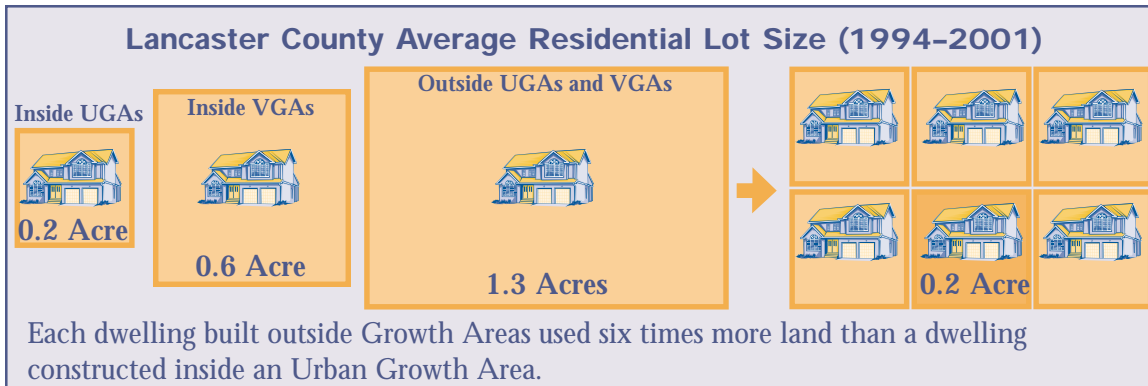 Lancaster County Average Residential Lot Size (1994–2001)
Inside UGAs
Inside VGAs
Outside UGAs and VGAs
0.2 Acre
0.6 Acre
1.3 Acres
0.2 Acre
Each dwelling built outside Growth Areas used six times more land than a dwelling
constructed inside an Urban Growth Area.